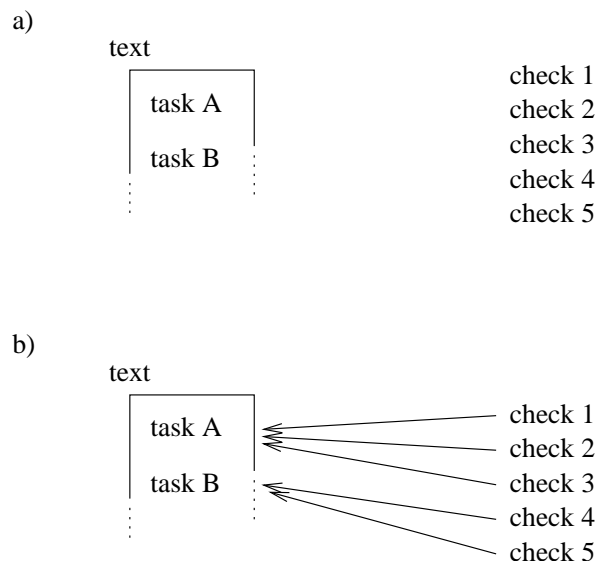 a)
text
task A
task B
check 1
check 2
check 3
check 4
check 5
b)
text
task A
task B
check 1
check 2
check 3
check 4
check 5